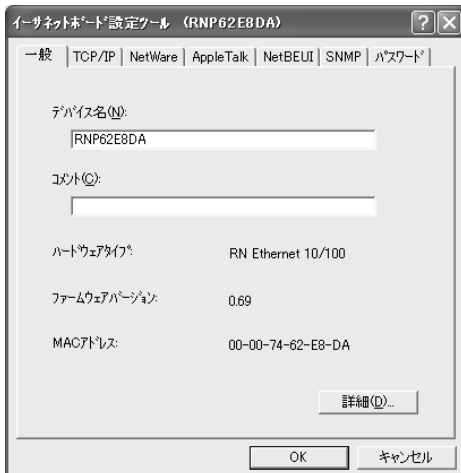 イーサネットボード設定ツール (RNP62E8DA)
一般 TCP/IP NetWare AppleTalk NetBEUI SNMP パスワード
デバイス名(N):
RNP62E8DA
コメント(C):
ハードウェアタイプ: RN Ethernet 10/100
ファームウェアバージョン: 0.69
MACアドレス: 00-00-74-62-E8-DA
詳細(D)...
OK キャンセル